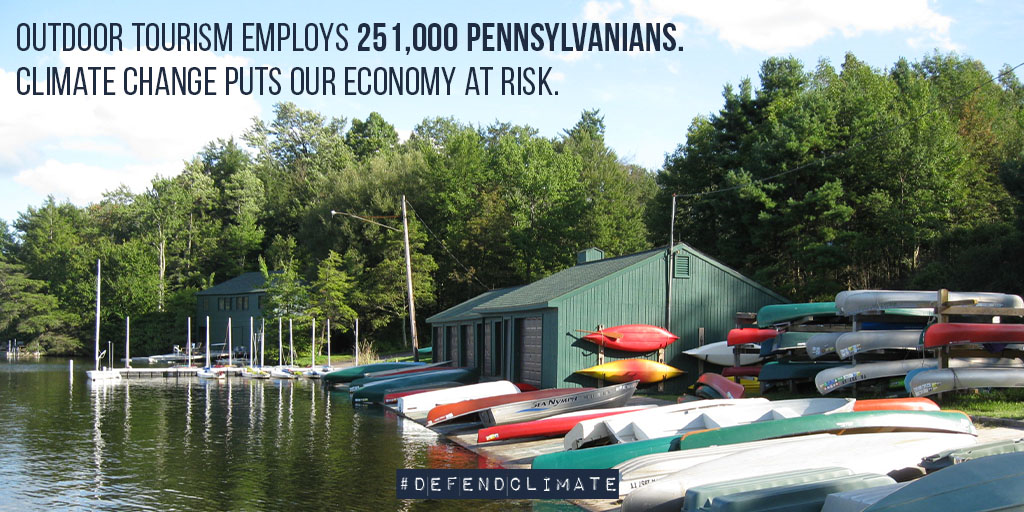 OUTDOOR TOURISM EMPLOYS 251,000 PENNSYLVANIANS.
CLIMATE CHANGE PUTS OUR ECONOMY AT RISK.
SEA NYMPH
#DEFENDCLIMATE